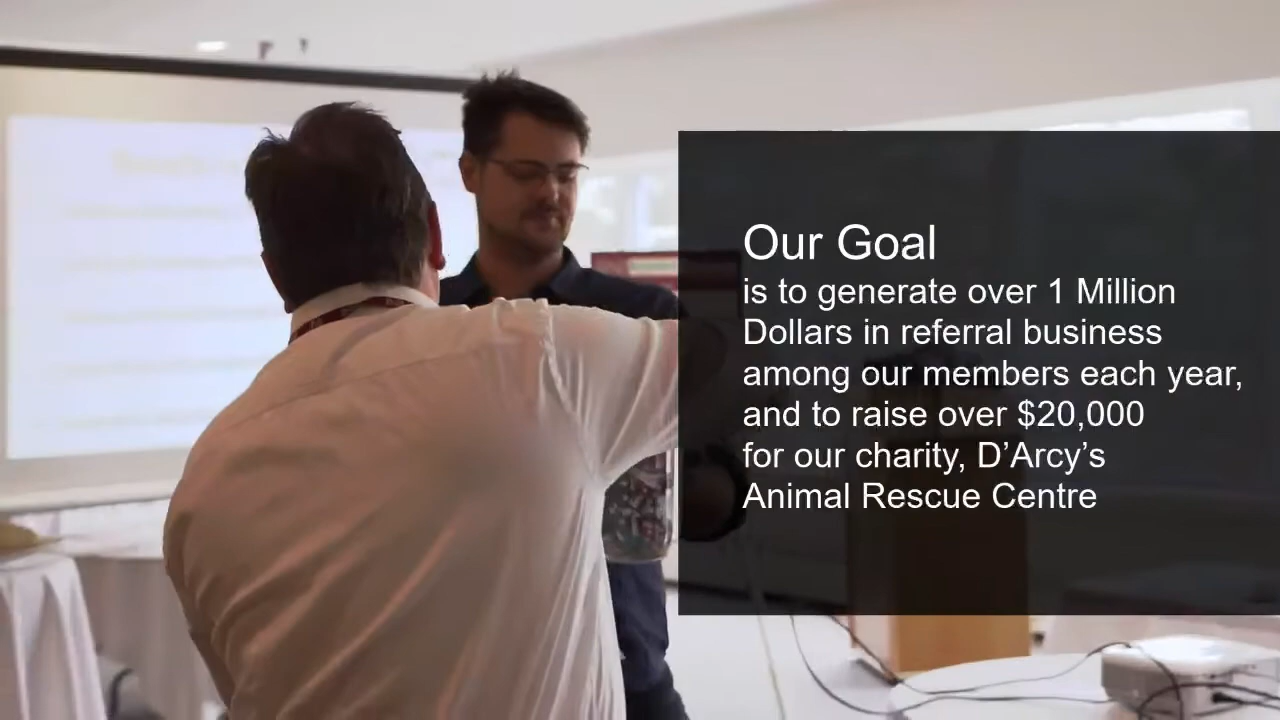 Our Goal
is to generate over 1 Million
Dollars in referral business
among our members each year,
and to raise over $20,000
for our charity, D’Arcy’s
Animal Rescue Centre